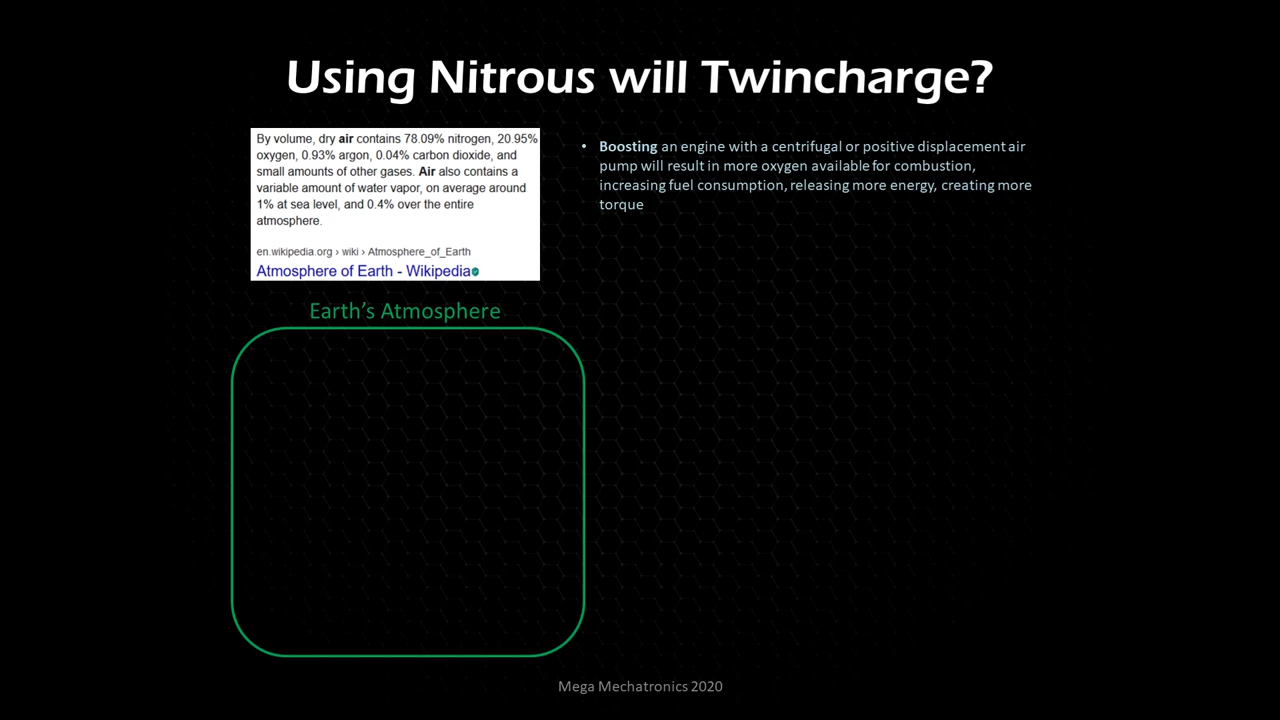 Using Nitrous will Twincharge?
By volume, dry air contains 78.09% nitrogen, 20.95%
oxygen, 0.93% argon, 0.04% carbon dioxide, and
small amounts of other gases. Air also contains a
variable amount of water vapor, on average around
1% at sea level, and 0.4% over the entire
atmosphere.
en.wikipedia.org › wiki › Atmosphere_of_Earth
Atmosphere of Earth - Wikipedia
• Boosting an engine with a centrifugal or positive displacement air
pump will result in more oxygen available for combustion,
increasing fuel consumption, releasing more energy, creating more
torque
Earth’s Atmosphere
Mega Mechatronics 2020